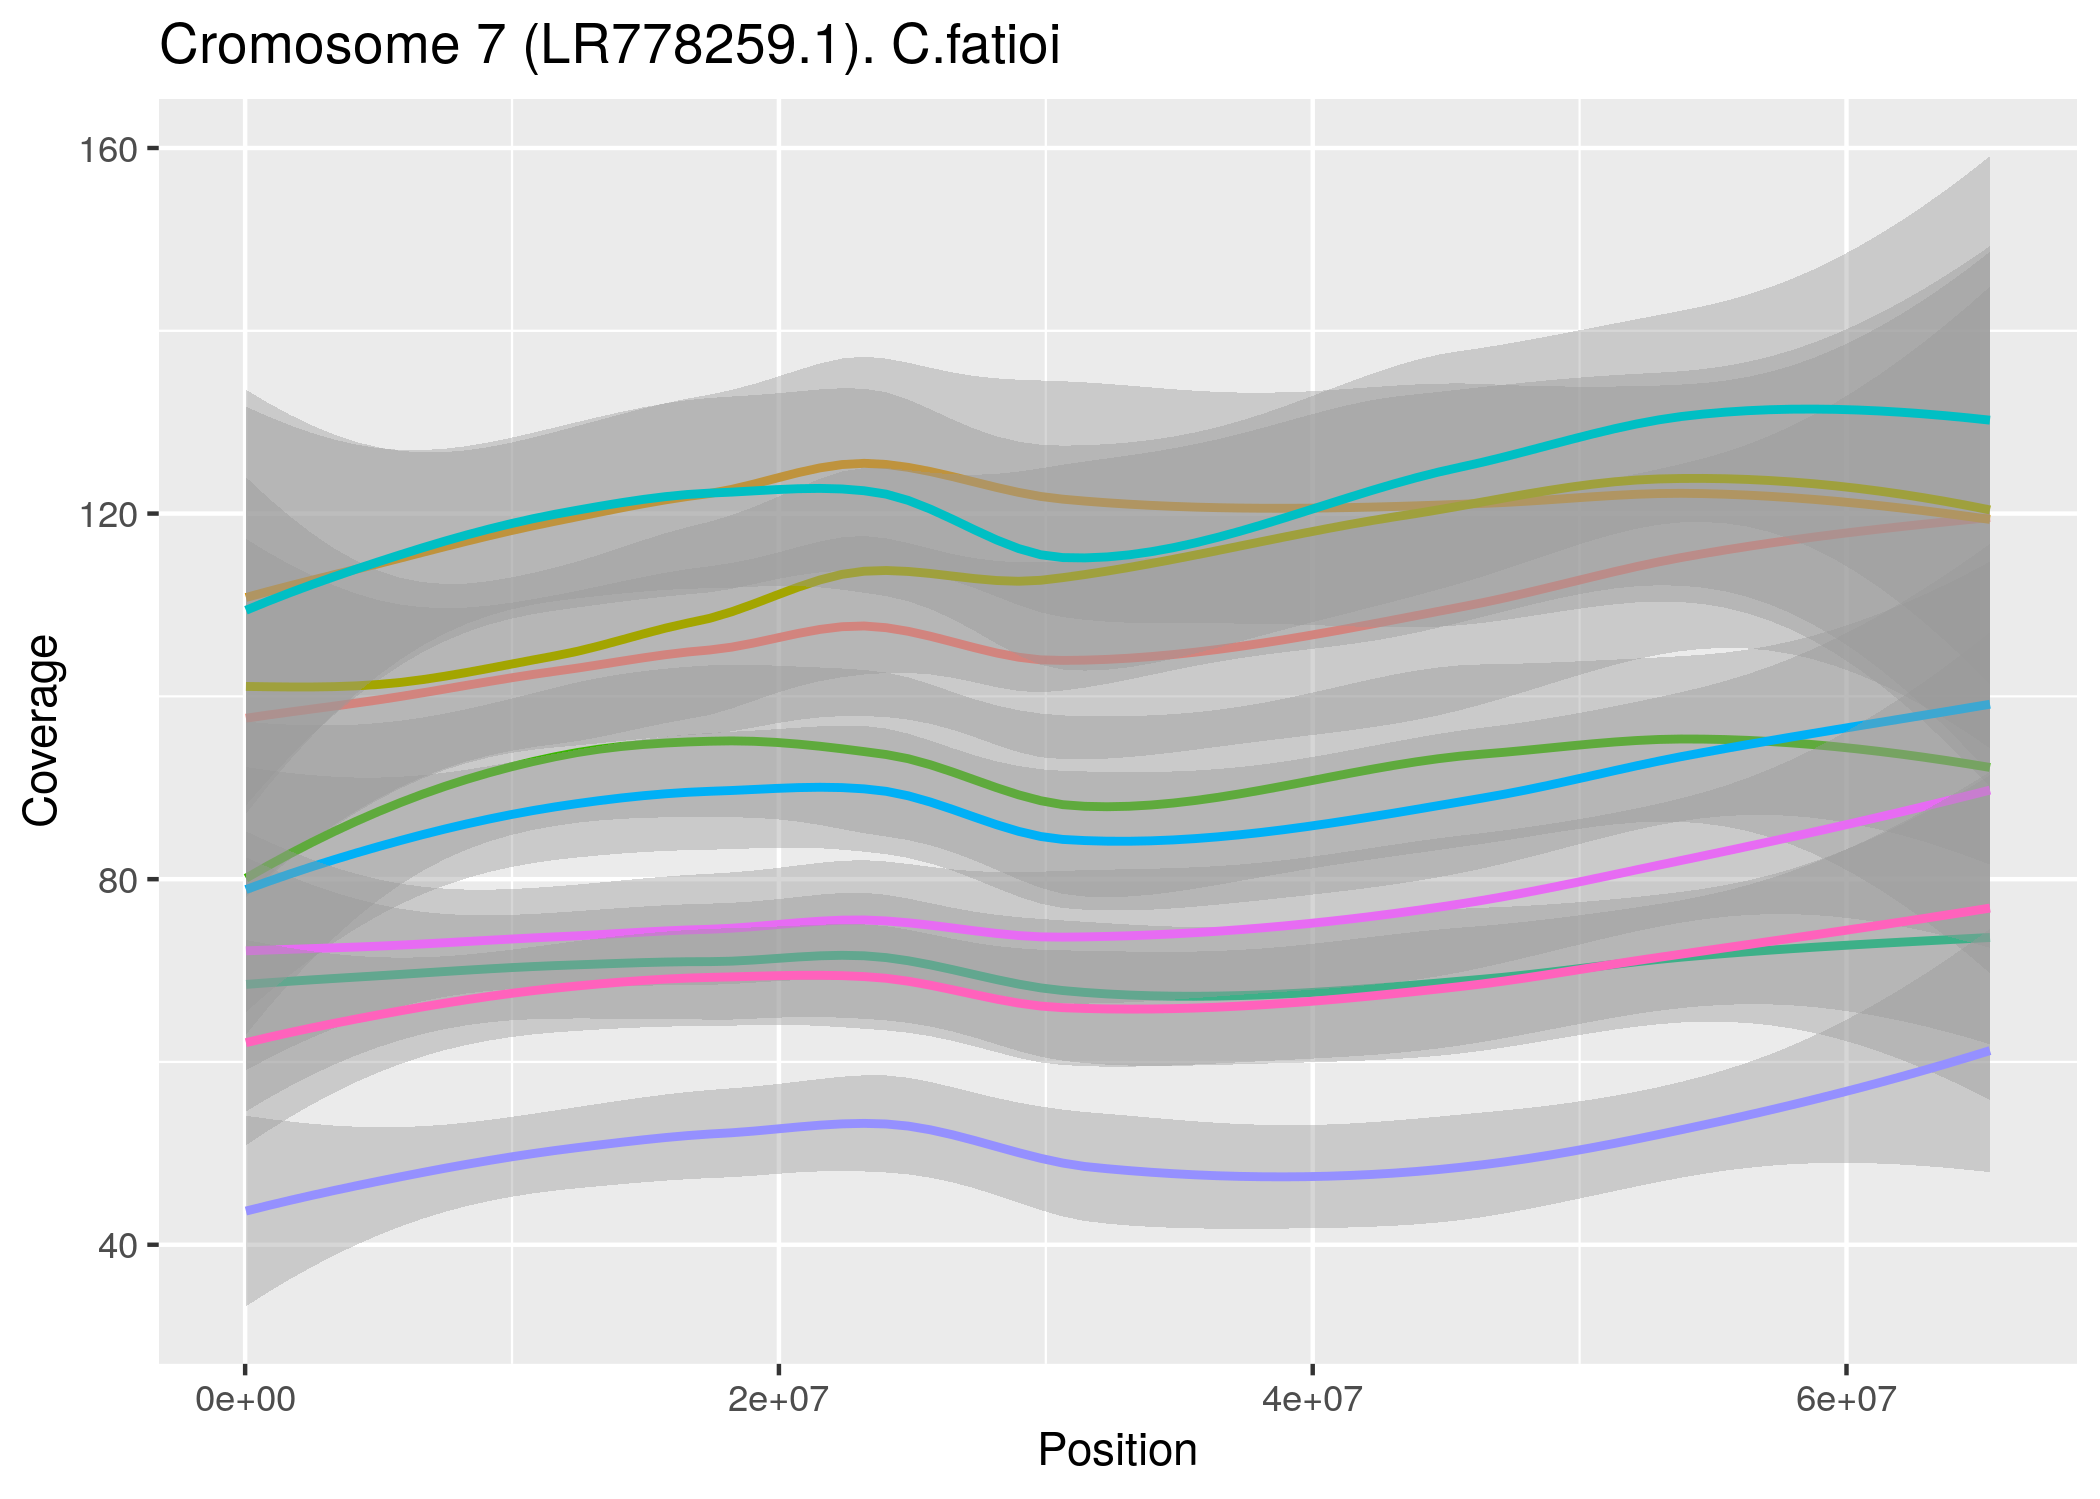 Cromosome 7 (LR778259.1). C.fatioi
160
120
80
40
Coverage
0e+00 2e+07 4e+07 6e+07
Position